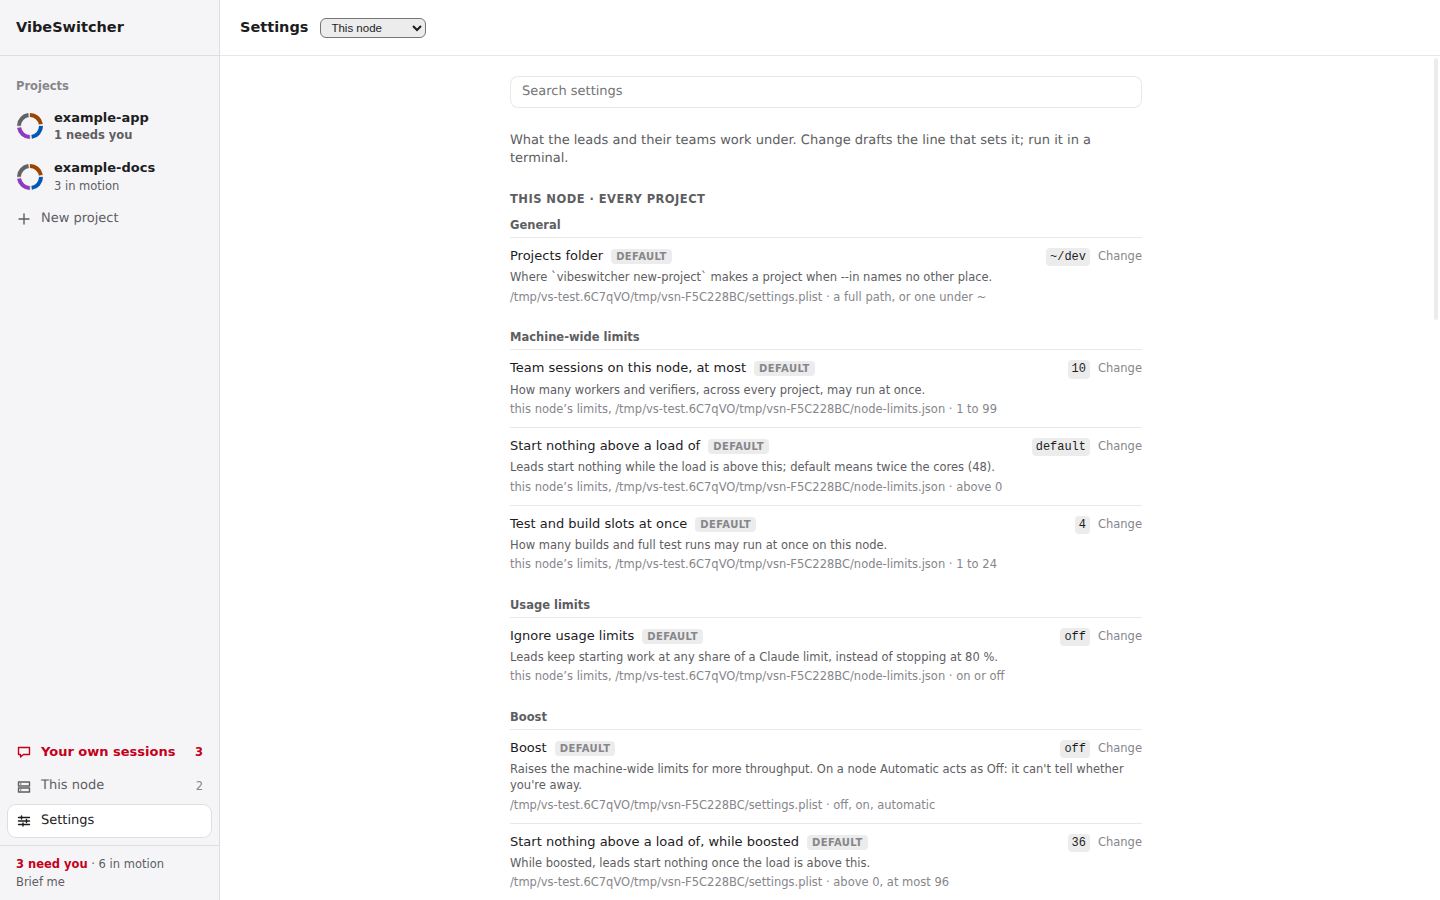 VibeSwitcher
Projects
example-app
1 needs you
example-docs
3 in motion
New project
Your own sessions 3
This node 2
Settings
3 need you · 6 in motion
Brief me
Settings This node
Search settings
What the leads and their teams work under. Change drafts the line that sets it; run it in a
terminal.
THIS NODE · EVERY PROJECT
General
Projects folder DEFAULT ~/dev Change
Where `vibeswitcher new-project` makes a project when --in names no other place.
/tmp/vs-test.6C7qVO/tmp/vsn-F5C228BC/settings.plist · a full path, or one under ~
Machine-wide limits
Team sessions on this node, at most DEFAULT 10 Change
How many workers and verifiers, across every project, may run at once.
this node’s limits, /tmp/vs-test.6C7qVO/tmp/vsn-F5C228BC/node-limits.json · 1 to 99
Start nothing above a load of DEFAULT default Change
Leads start nothing while the load is above this; default means twice the cores (48).
this node’s limits, /tmp/vs-test.6C7qVO/tmp/vsn-F5C228BC/node-limits.json · above 0
Test and build slots at once DEFAULT 4 Change
How many builds and full test runs may run at once on this node.
this node’s limits, /tmp/vs-test.6C7qVO/tmp/vsn-F5C228BC/node-limits.json · 1 to 24
Usage limits
Ignore usage limits DEFAULT off Change
Leads keep starting work at any share of a Claude limit, instead of stopping at 80 %.
this node’s limits, /tmp/vs-test.6C7qVO/tmp/vsn-F5C228BC/node-limits.json · on or off
Boost
Boost DEFAULT off Change
Raises the machine-wide limits for more throughput. On a node Automatic acts as Off: it can't tell whether
you're away.
/tmp/vs-test.6C7qVO/tmp/vsn-F5C228BC/settings.plist · off, on, automatic
Start nothing above a load of, while boosted DEFAULT 36 Change
While boosted, leads start nothing once the load is above this.
/tmp/vs-test.6C7qVO/tmp/vsn-F5C228BC/settings.plist · above 0, at most 96